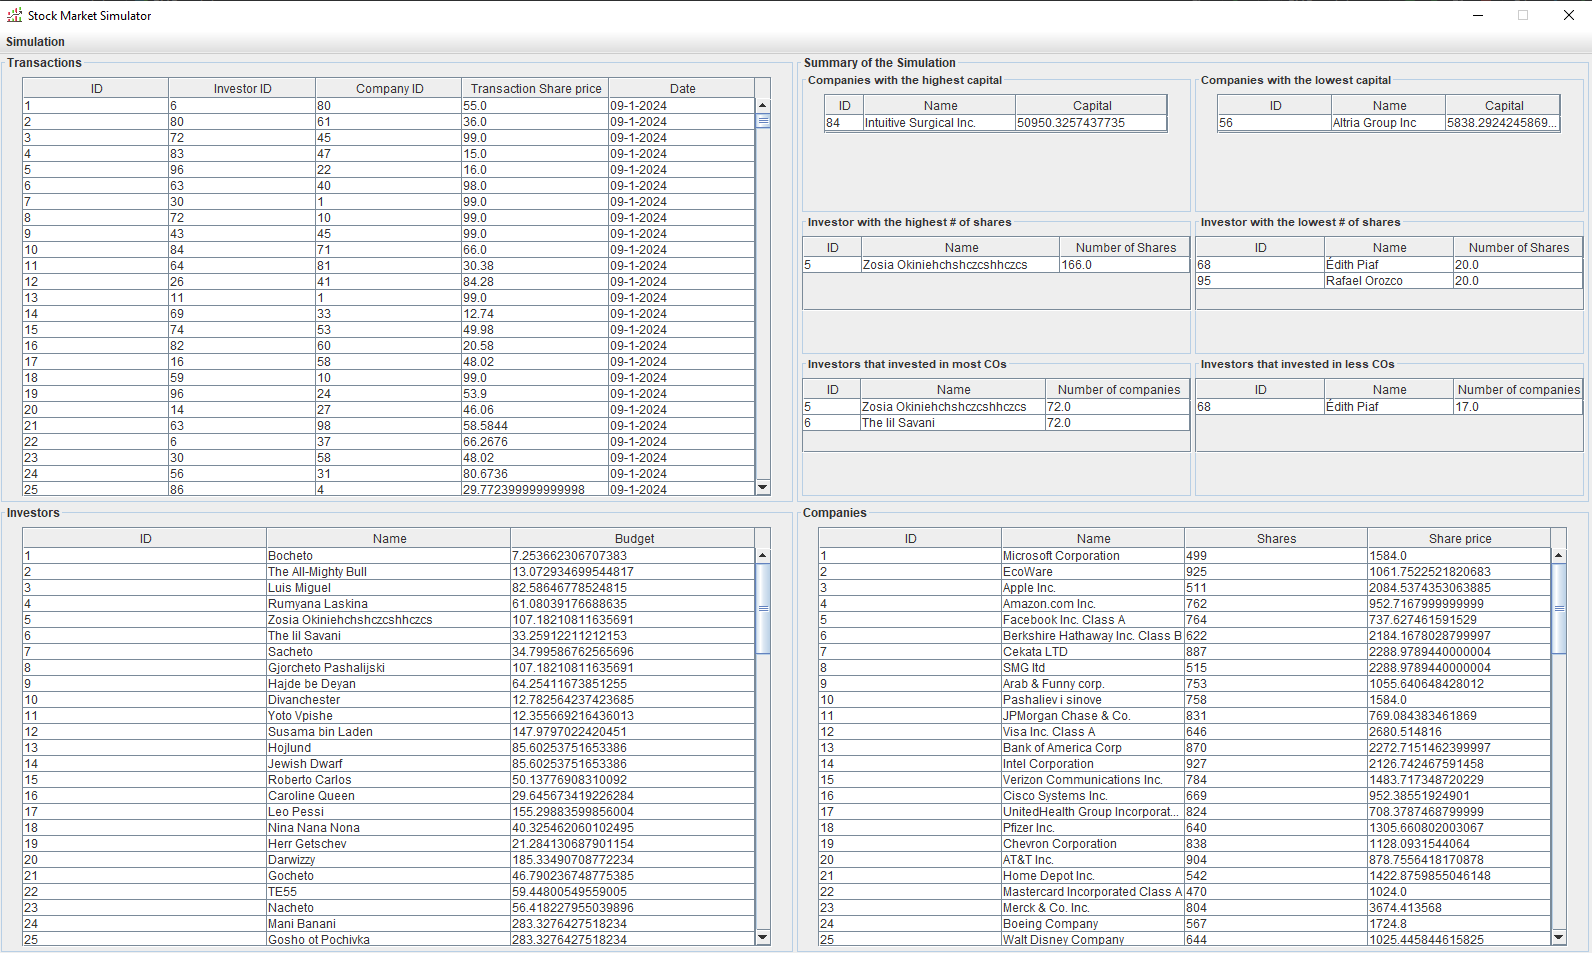 Stock Market Simulator
Simulation
Transactions
ID Investor ID Company ID Transaction Share price Date
1 6 80 55.0 09-1-2024
2 80 61 36.0 09-1-2024
3 72 45 99.0 09-1-2024
4 83 47 15.0 09-1-2024
5 96 22 16.0 09-1-2024
6 63 40 98.0 09-1-2024
7 30 1 99.0 09-1-2024
8 72 10 99.0 09-1-2024
9 43 45 99.0 09-1-2024
10 84 71 66.0 09-1-2024
11 64 81 30.38 09-1-2024
12 26 41 84.28 09-1-2024
13 11 1 99.0 09-1-2024
14 69 33 12.74 09-1-2024
15 74 53 49.98 09-1-2024
16 82 60 20.58 09-1-2024
17 16 58 48.02 09-1-2024
18 59 10 99.0 09-1-2024
19 96 24 53.9 09-1-2024
20 14 27 46.06 09-1-2024
21 63 98 58.5844 09-1-2024
22 6 37 66.2676 09-1-2024
23 30 58 48.02 09-1-2024
24 56 31 80.6736 09-1-2024
25 86 4 29.772399999999998 09-1-2024
Summary of the Simulation
Companies with the highest capital
ID Name Capital
84 Intuitive Surgical Inc. 50950.3257437735
Companies with the lowest capital
ID Name Capital
56 Altria Group Inc 5838.2924245869...
Investor with the highest # of shares
ID Name Number of Shares
5 Zosia Okiniehchshczcshhczcs 166.0
Investor with the lowest # of shares
ID Name Number of Shares
68 Édith Piaf 20.0
95 Rafael Orozco 20.0
Investors that invested in most COs
ID Name Number of companies
5 Zosia Okiniehchshczcshhczcs 72.0
6 The lil Savani 72.0
Investors that invested in less COs
ID Name Number of companies
68 Édith Piaf 17.0
Investors
ID Name Budget
1 Bocheto 7.253662306707383
2 The All-Mighty Bull 13.072934699544817
3 Luis Miguel 82.58646778524815
4 Rumyana Laskina 61.08039176688635
5 Zosia Okiniehchshczcshhczcs 107.18210811635691
6 The lil Savani 33.25912211212153
7 Sacheto 34.799586762565696
8 Gjorcheto Pashalijski 107.18210811635691
9 Hajde be Deyan 64.25411673851255
10 Divanchester 12.782564237423685
11 Yoto Vpishe 12.355669216436013
12 Susama bin Laden 147.9797022420451
13 Hojlund 85.60253751653386
14 Jewish Dwarf 85.60253751653386
15 Roberto Carlos 50.13776908310092
16 Caroline Queen 29.645673419226284
17 Leo Pessi 155.29883599856004
18 Nina Nana Nona 40.325462060102495
19 Herr Getschev 21.284130687901154
20 Darwizzy 185.33490708772234
21 Gocheto 46.790236748775385
22 TE55 59.44800549559005
23 Nacheto 56.418227955039896
24 Mani Banani 283.3276427518234
25 Gosho ot Pochivka 283.3276427518234
Companies
ID Name Shares Share price
1 Microsoft Corporation 499 1584.0
2 EcoWare 925 1061.7522521820683
3 Apple Inc. 511 2084.5374353063885
4 Amazon.com Inc. 762 952.7167999999999
5 Facebook Inc. Class A 764 737.627461591529
6 Berkshire Hathaway Inc. Class B 622 2184.1678028799997
7 Cekata LTD 887 2288.9789440000004
8 SMG ltd 515 2288.9789440000004
9 Arab & Funny corp. 753 1055.640648428012
10 Pashaliev i sinove 758 1584.0
11 JPMorgan Chase & Co. 831 769.084383461869
12 Visa Inc. Class A 646 2680.514816
13 Bank of America Corp 870 2272.7151462399997
14 Intel Corporation 927 2126.742467591458
15 Verizon Communications Inc. 784 1483.717348720229
16 Cisco Systems Inc. 669 952.38551924901
17 UnitedHealth Group Incorporat... 824 708.3787468799999
18 Pfizer Inc. 640 1305.660802003067
19 Chevron Corporation 838 1128.0931544064
20 AT&T Inc. 904 878.7556418170878
21 Home Depot Inc. 542 1422.8759855046148
22 Mastercard Incorporated Class A 470 1024.0
23 Merck & Co. Inc. 804 3674.413568
24 Boeing Company 567 1724.8
25 Walt Disney Company 644 1025.445844615825